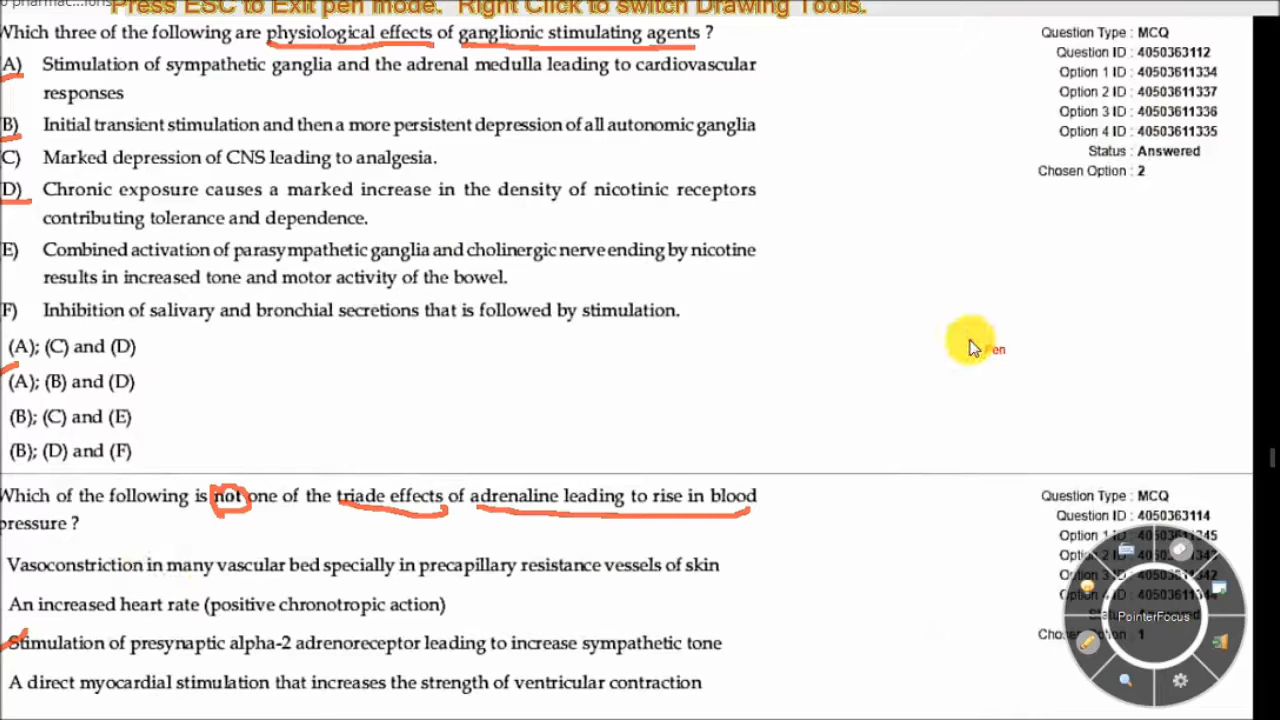 Press ESC to Exit pen mode. Right Click to switch Drawing Tools.
Which three of the following are physiological effects of ganglionic stimulating agents ?
A) Stimulation of sympathetic ganglia and the adrenal medulla leading to cardiovascular
responses
B) Initial transient stimulation and then a more persistent depression of all autonomic ganglia
C) Marked depression of CNS leading to analgesia.
D) Chronic exposure causes a marked increase in the density of nicotinic receptors
contributing tolerance and dependence.
E) Combined activation of parasympathetic ganglia and cholinergic nerve ending by nicotine
results in increased tone and motor activity of the bowel.
F) Inhibition of salivary and bronchial secretions that is followed by stimulation.
(A); (C) and (D)
(A); (B) and (D)
(B); (C) and (E)
(B); (D) and (F)
Question Type : MCQ
Question ID : 4050363112
Option 1 ID : 40503611334
Option 2 ID : 40503611337
Option 3 ID : 40503611336
Option 4 ID : 40503611335
Status : Answered
Chosen Option : 2
Which of the following is not one of the triade effects of adrenaline leading to rise in blood
pressure ?
Vasoconstriction in many vascular bed specially in precapillary resistance vessels of skin
An increased heart rate (positive chronotropic action)
Stimulation of presynaptic alpha-2 adrenoreceptor leading to increase sympathetic tone
A direct myocardial stimulation that increases the strength of ventricular contraction
Question Type : MCQ
Question ID : 4050363114
PointerFocus